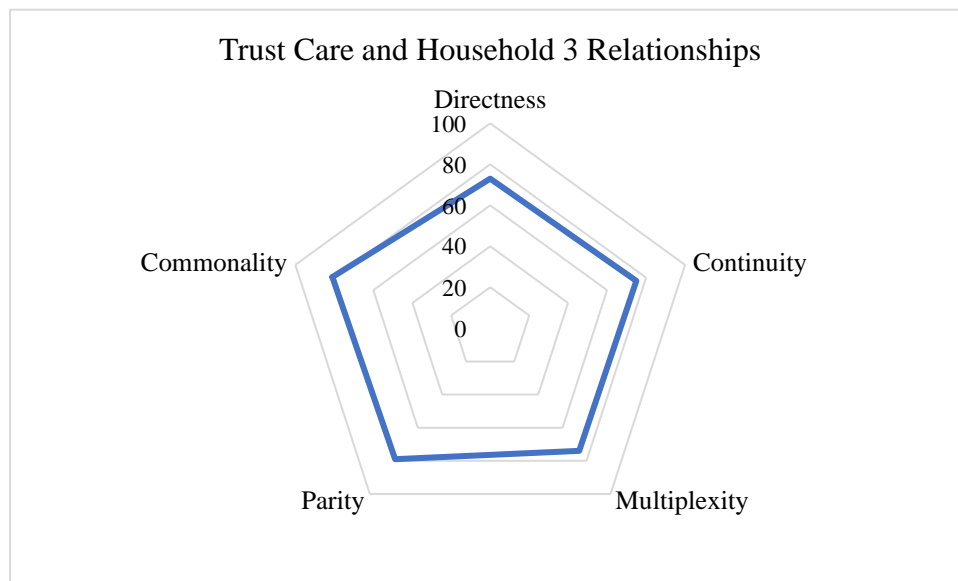 Trust Care and Household 3 Relationships
Directness
100
80
60
40
20
0
Commonality
Continuity
Parity
Multiplexity